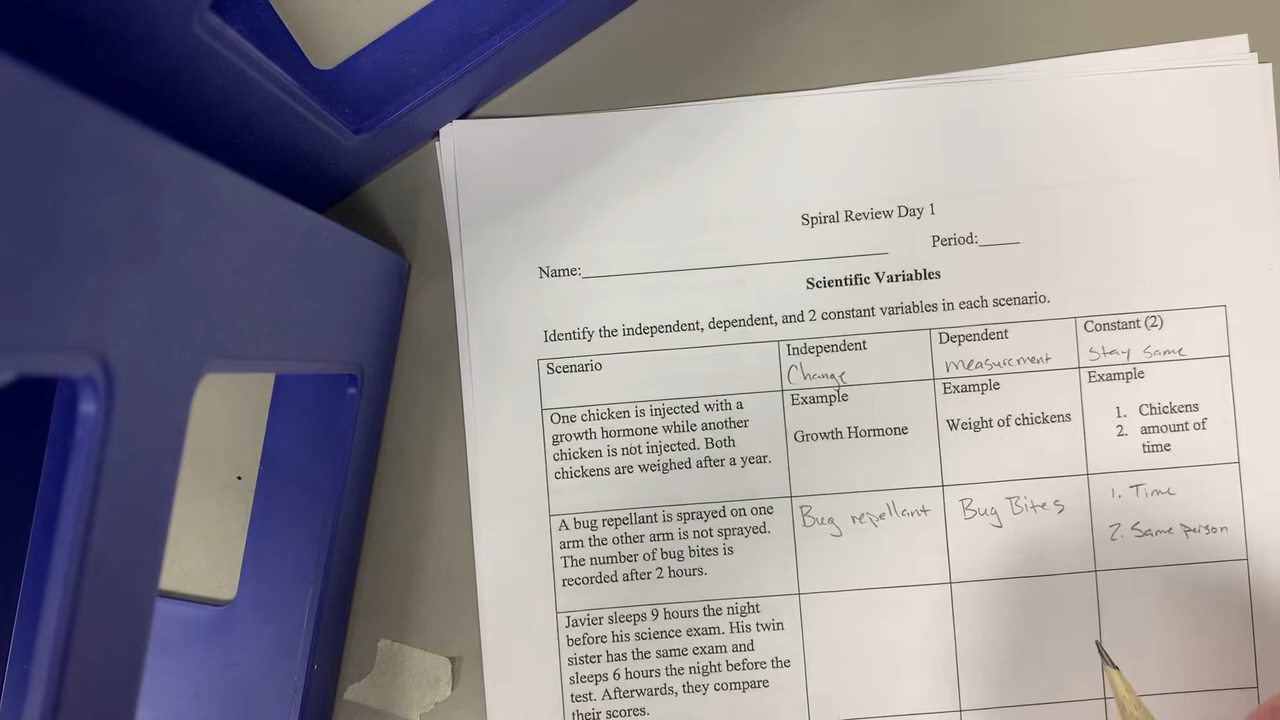 Spiral Review Day 1
Name:
Period:
Scientific Variables
Identify the independent, dependent, and 2 constant variables in each scenario.
Scenario
Independent
Change
Dependent
measurement
Constant (2)
Stay same
One chicken is injected with a
growth hormone while another
chicken is not injected. Both
chickens are weighed after a year.
Example
Growth Hormone
Example
Weight of chickens
Example
1. Chickens
2. amount of
time
A bug repellant is sprayed on one
arm the other arm is not sprayed.
The number of bug bites is
recorded after 2 hours.
Bug repellant
Bug Bites
1. Time
2. Same person
Javier sleeps 9 hours the night
before his science exam. His twin
sister has the same exam and
sleeps 6 hours the night before the
test. Afterwards, they compare
their scores.